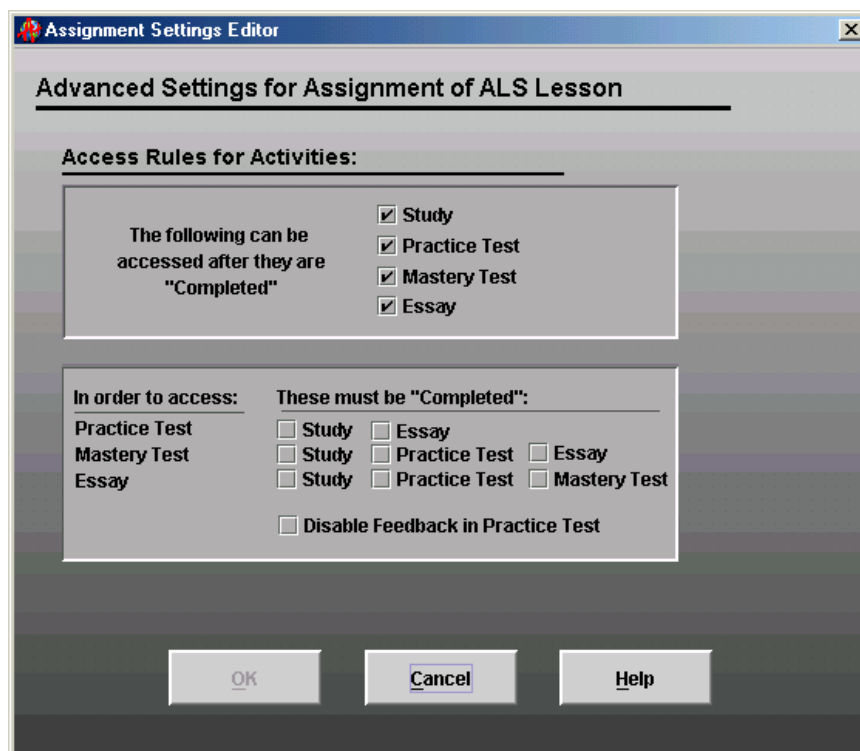 Assignment Settings Editor
Advanced Settings for Assignment of ALS Lesson
Access Rules for Activities:
The following can be
accessed after they are
"Completed"
Study
Practice Test
Mastery Test
Essay
In order to access: These must be "Completed":
Practice Test Study Essay
Mastery Test Study Practice Test Essay
Essay Study Practice Test Mastery Test
Disable Feedback in Practice Test
OK Cancel Help